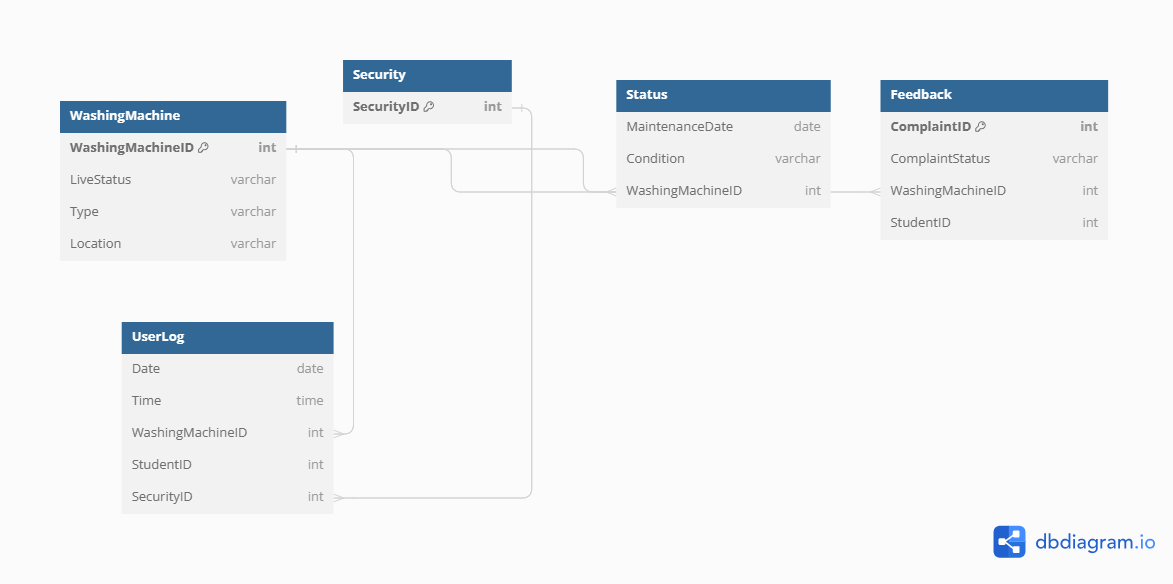 Security
SecurityID int
WashingMachine
WashingMachineID int
LiveStatus varchar
Type varchar
Location varchar
Status
MaintenanceDate date
Condition varchar
WashingMachineID int
Feedback
ComplaintID int
ComplaintStatus varchar
WashingMachineID int
StudentID int
UserLog
Date date
Time time
WashingMachineID int
StudentID int
SecurityID int
dbdiagram.io